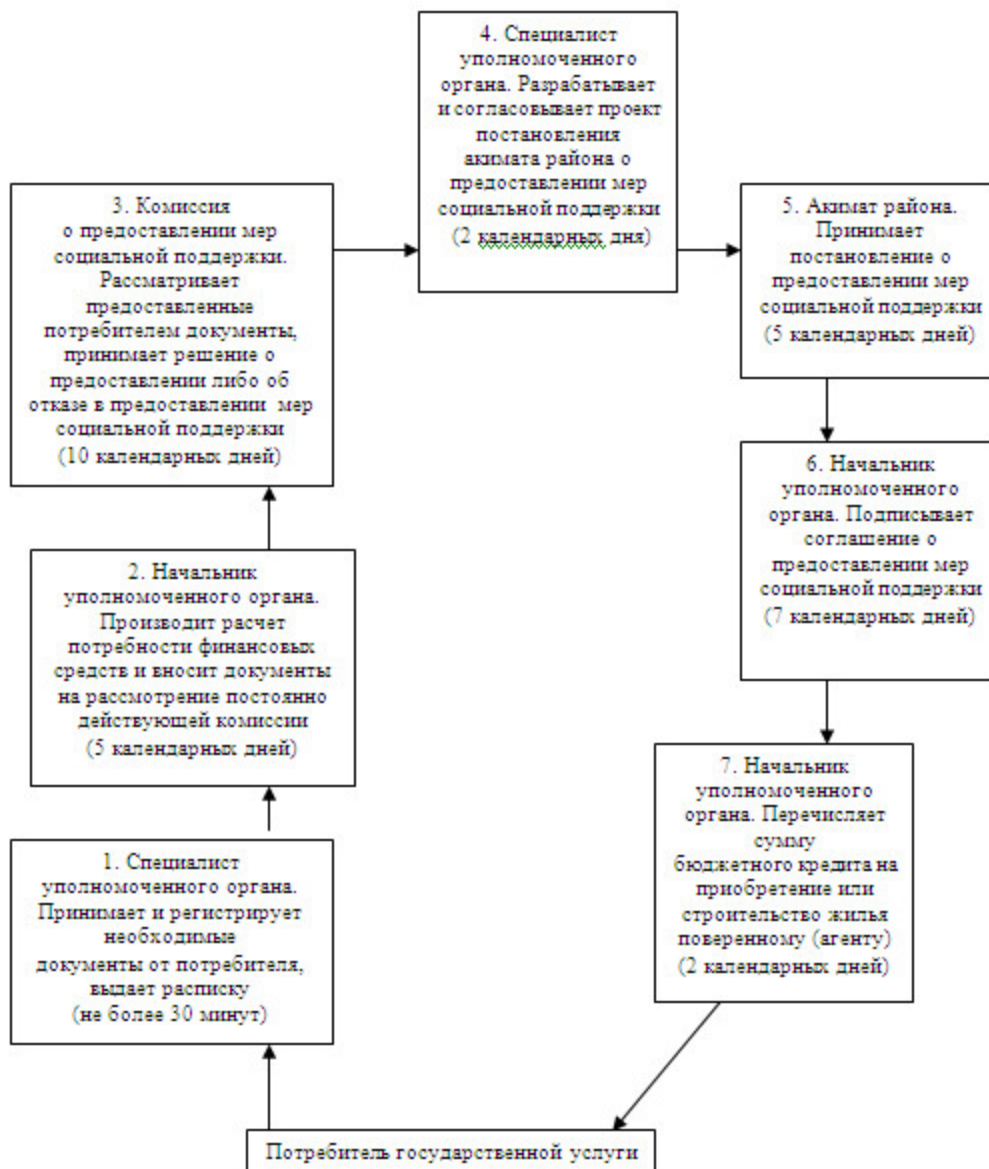 4. Специалист
уполномоченного
органа. Разрабатывает
и согласовывает проект
постановления
акимата района о
предоставлении мер
социальной поддержки
(2 календарных дня)
3. Комиссия
о предоставлении мер
социальной поддержки.
Рассматривает
предоставленные
потребителем документы,
принимает решение о
предоставлении либо об
отказе в предоставлении мер
социальной поддержки
(10 календарных дней)
5. Акимат района.
Принимает
постановление о
предоставлении мер
социальной поддержки
(5 календарных дней)
6. Начальник
уполномоченного
органа. Подписывает
соглашение о
предоставлении мер
социальной поддержки
(7 календарных дней)
2. Начальник
уполномоченного органа.
Производит расчет
потребности финансовых
средств и вносит документы
на рассмотрение постоянно
действующей комиссии
(5 календарных дней)
7. Начальник
уполномоченного
органа. Перечисляет
сумму
бюджетного кредита на
приобретение или
строительство жилья
поверенному (агенту)
(2 календарных дней)
1. Специалист
уполномоченного органа.
Принимает и регистрирует
необходимые
документы от потребителя,
выдает расписку
(не более 30 минут)
Потребитель государственной услуги